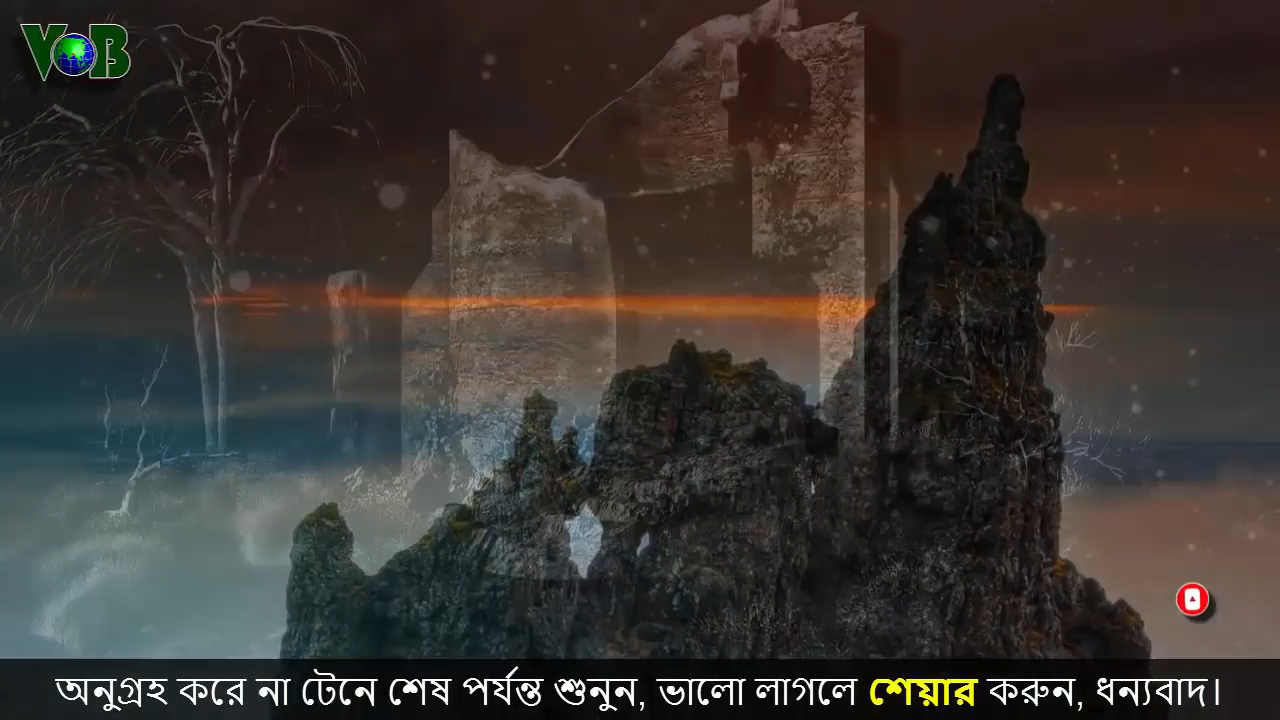 VOB
অনুগ্রহ করে না টেনে শেষ পর্যন্ত শুনুন, ভালো লাগলে শেয়ার করুন, ধন্যবাদ।